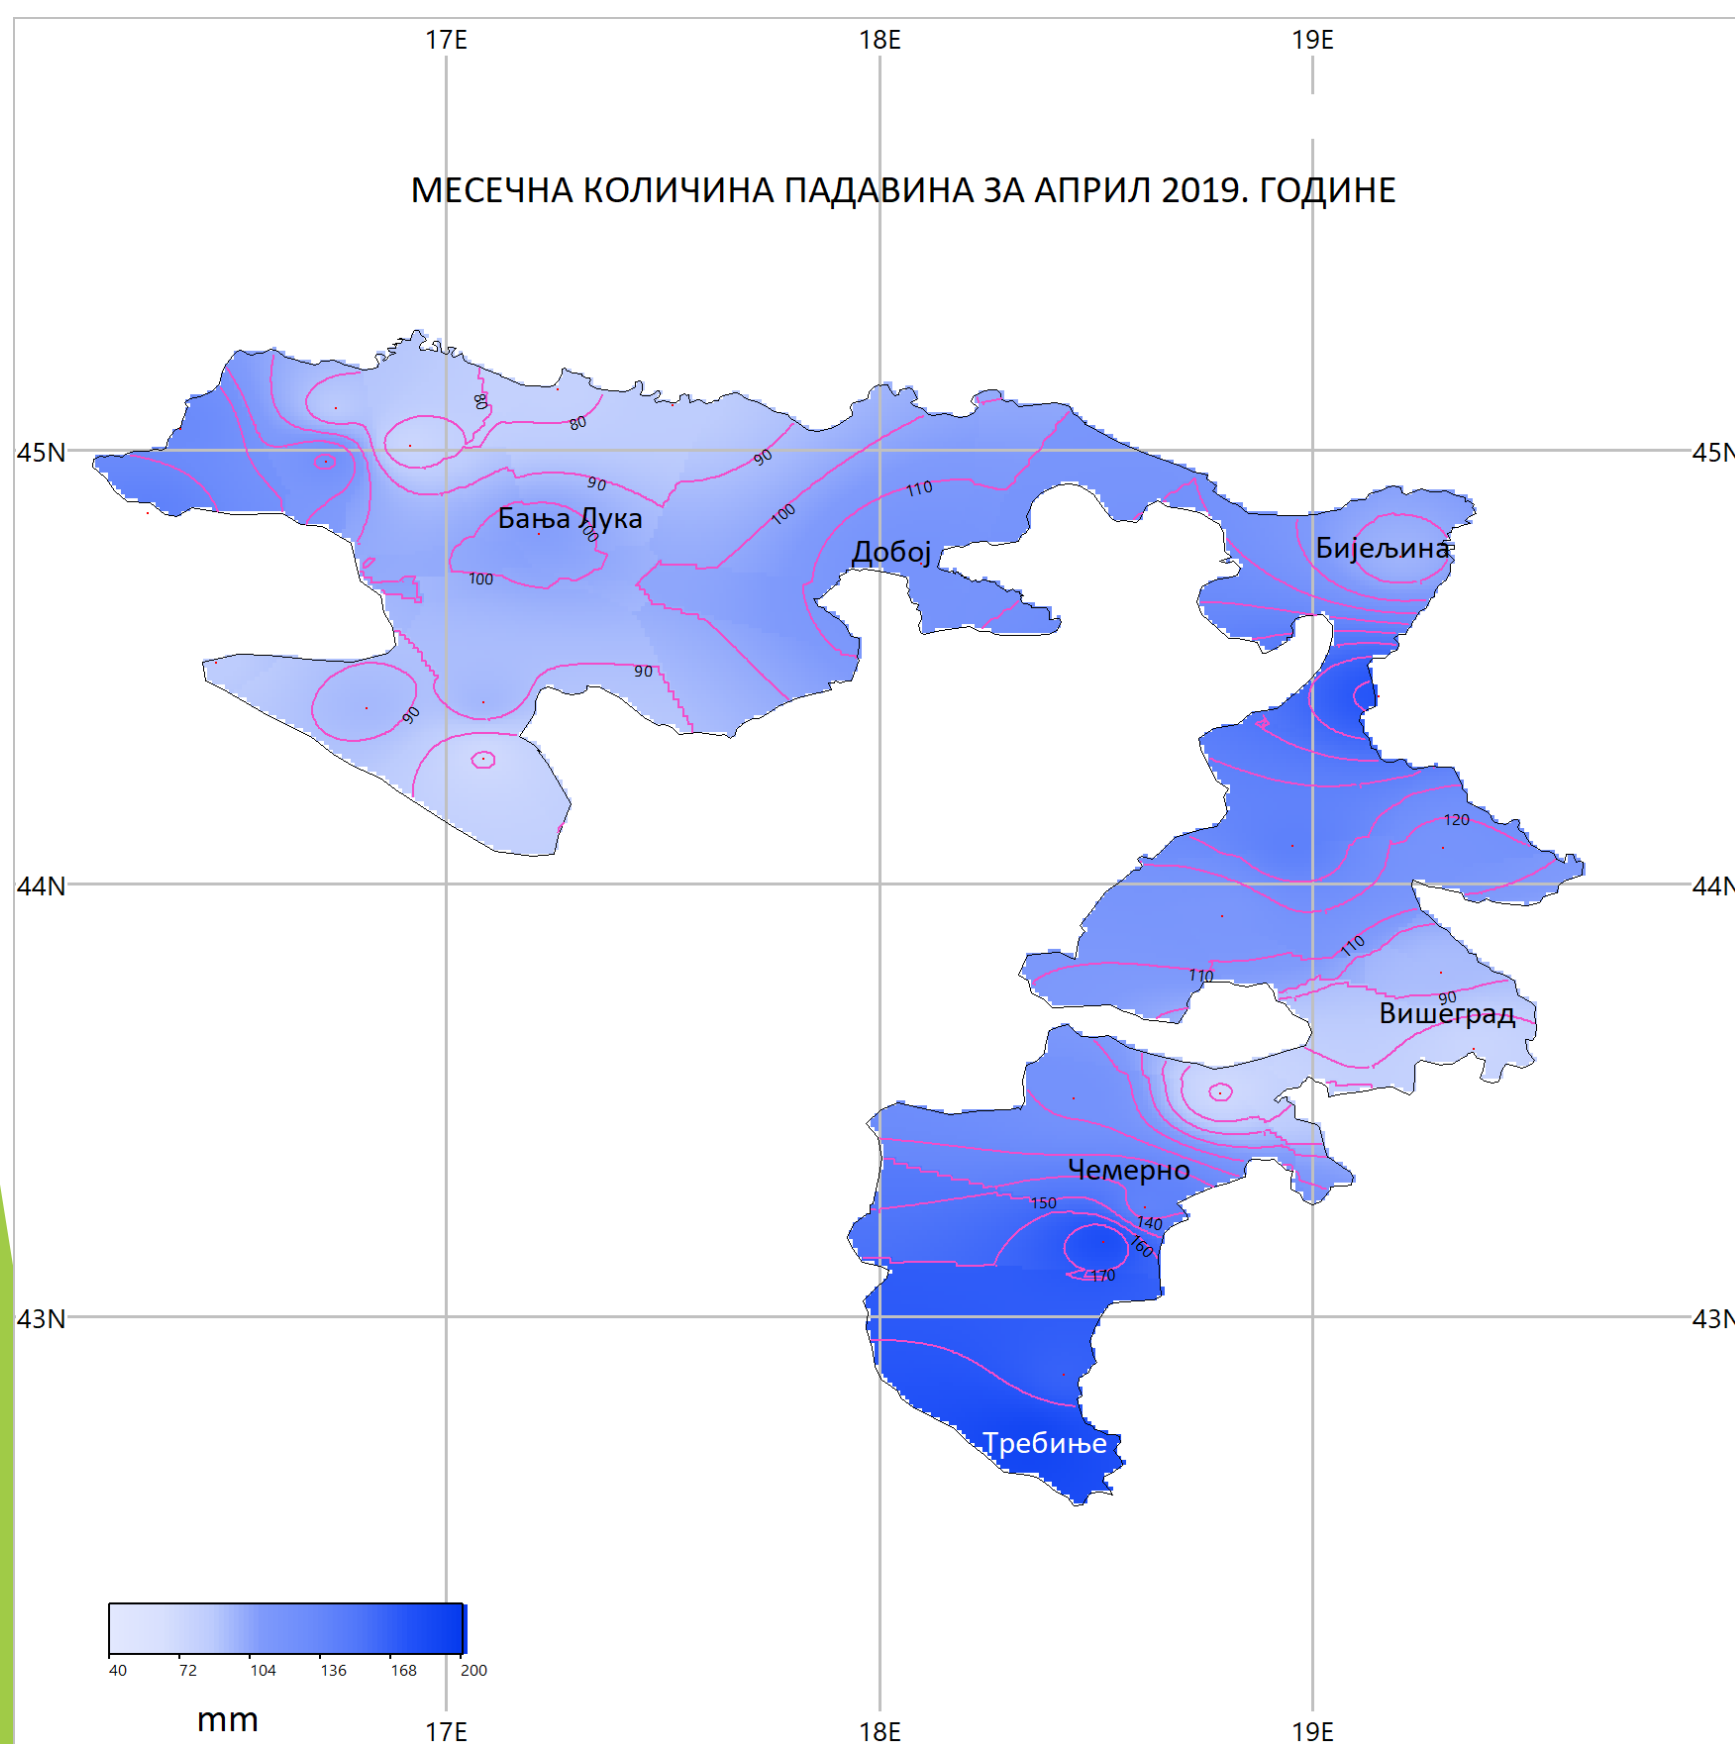 17E 18E 19E
МЕСЕЧНА КОЛИЧИНА ПАДАВИНА ЗА АПРИЛ 2019. ГОДИНЕ
80
80
45N 45N
90
90
110
100
Бања Лука
100
Добој
Бијељина
100
90
90
120
44N 44N
110
110
90
Вишеград
Чемерно
150
140
160
170
43N 43N
Требиње
40 72 104 136 168 200
mm
17E 18E 19E